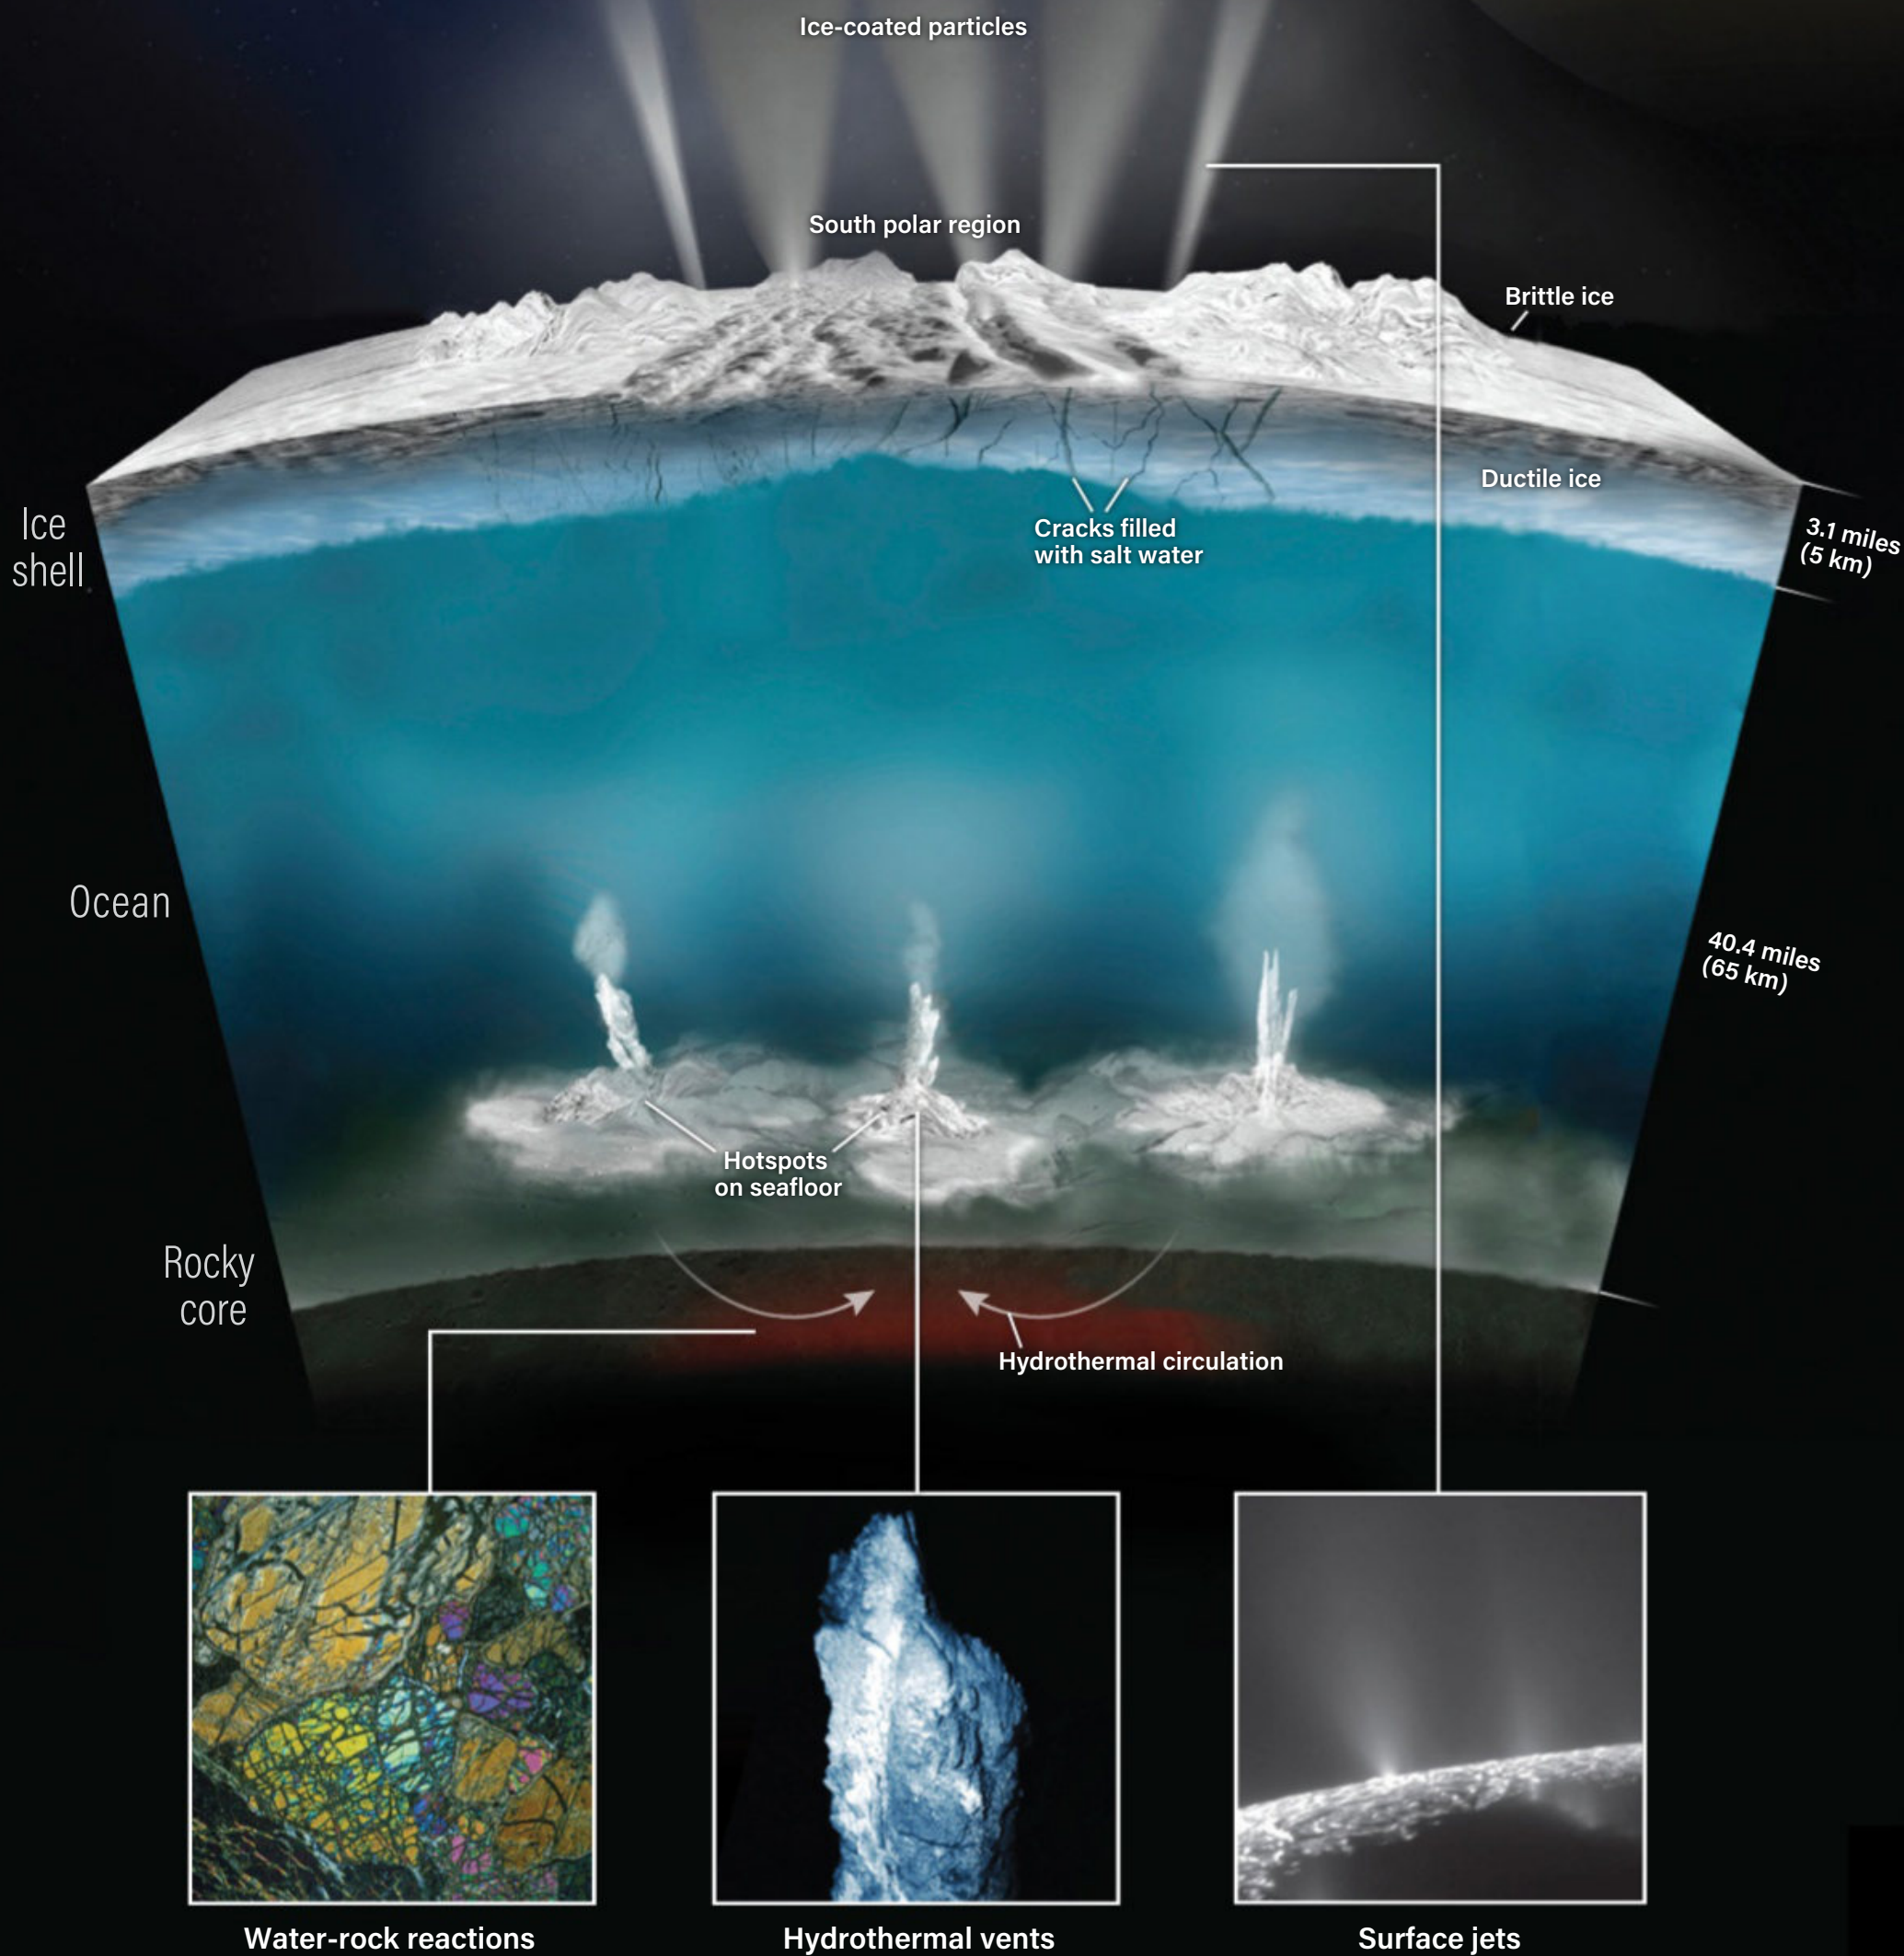 Ice-coated particles
South polar region
Brittle ice
Ductile ice
Ice
shell
Cracks filled
with salt water
3.1 miles
(5 km)
Ocean
40.4 miles
(65 km)
Hotspots
on seafloor
Rocky
core
Hydrothermal circulation
Water-rock reactions
Hydrothermal vents
Surface jets